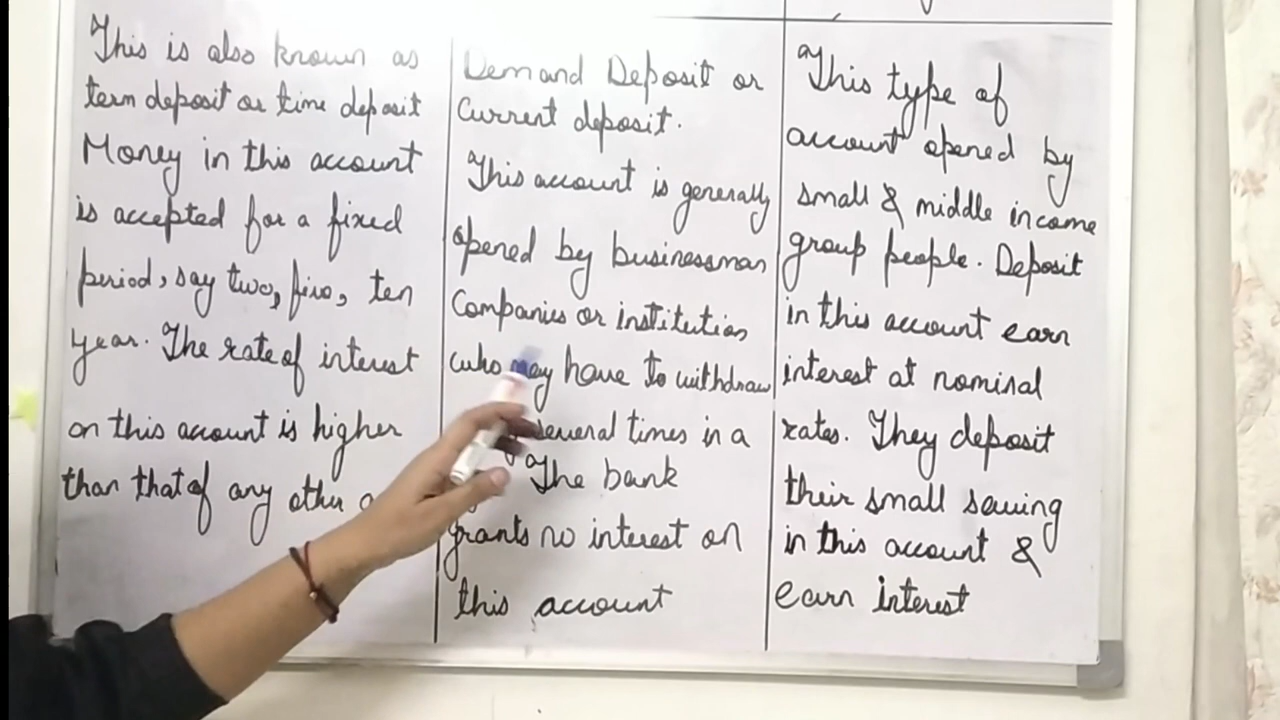 This is also known as
term deposit or time deposit
Money in this account
is accepted for a fixed
period, say two, five, ten
year. The rate of interest
on this account is higher
than that of any other
Demand Deposit or
Current deposit.
This account is generally
opened by businessman
Companies or institution
who may have to withdraw
several times in a
The bank
grants no interest on
this account
This type of
account opened by
small & middle income
group people. Deposit
in this account earn
interest at nominal
rates. They deposit
their small saving
in this account &
earn interest